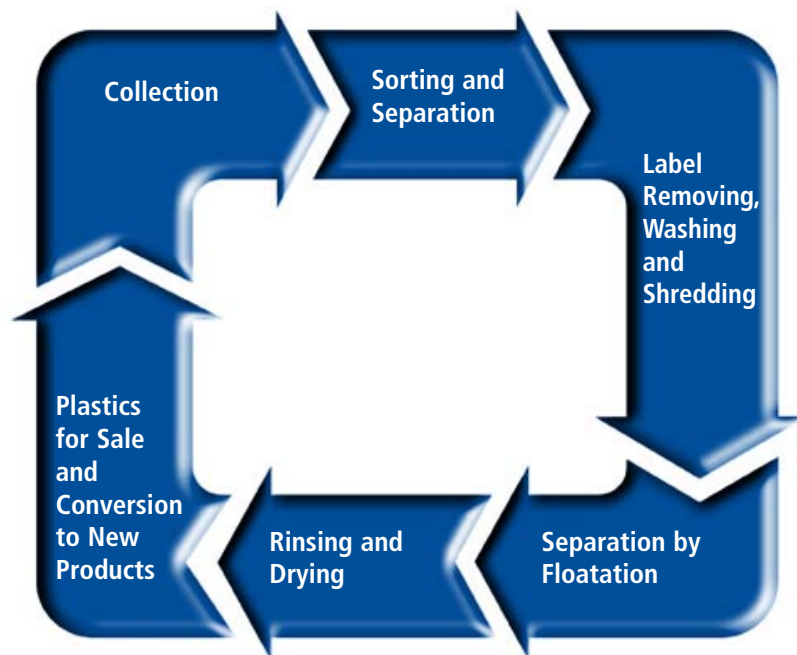 Collection
Sorting and
Separation
Label
Removing,
Washing
and
Shredding
Separation by
Floatation
Rinsing and
Drying
Plastics
for Sale
and
Conversion
to New
Products